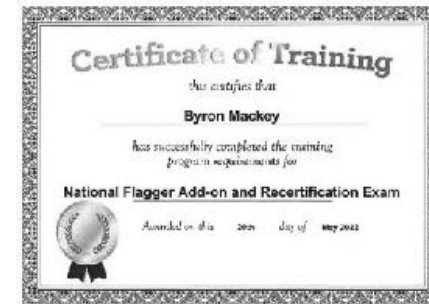 Certificate of Training
this certifies that
Byron Mackey
has successfully completed the training
program requirements for
National Flagger Add-on and Recertification Exam
Awarded on this 20th day of May 2022